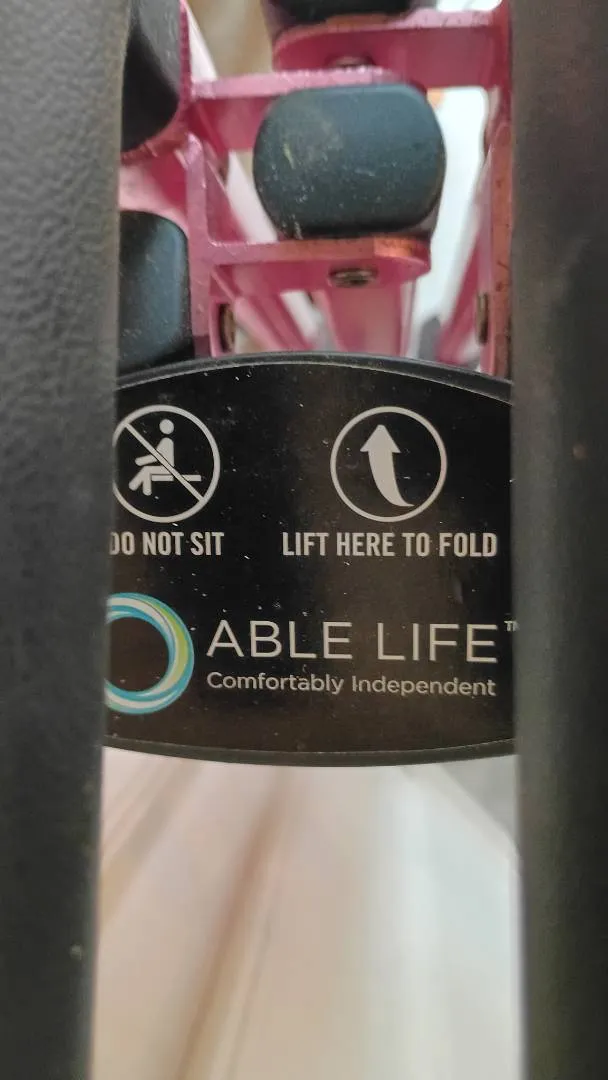 DO NOT SIT
LIFT HERE TO FOLD
ABLE LIFE™
Comfortably Independent